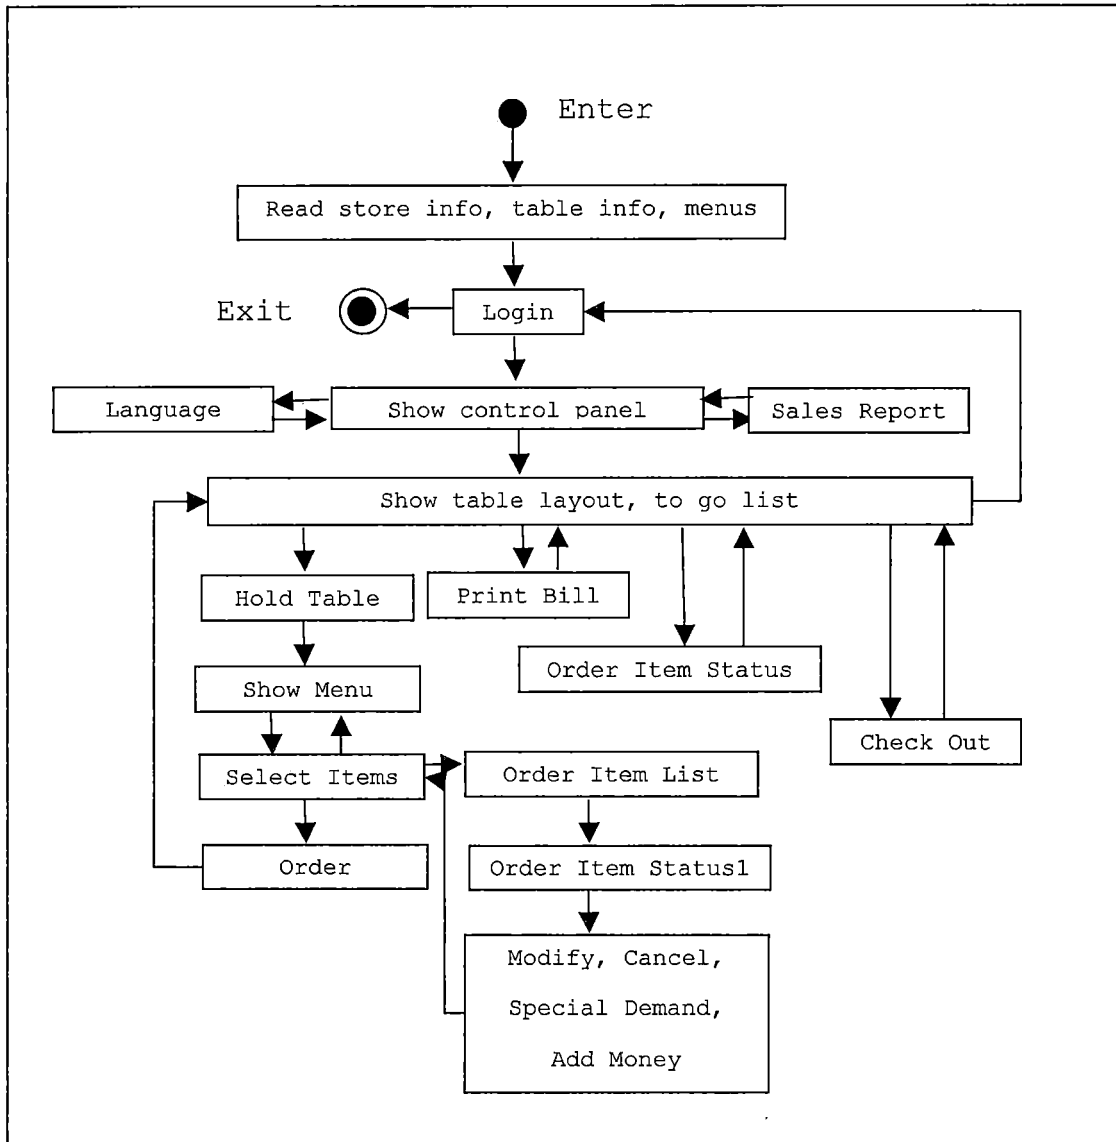 Enter
Read store info, table info, menus
Exit
Login
Language
Show control panel
Sales Report
Show table layout, to go list
Hold Table
Print Bill
Order Item Status
Show Menu
Check Out
Select Items
Order Item List
Order
Order Item Status1
Modify, Cancel,
Special Demand,
Add Money